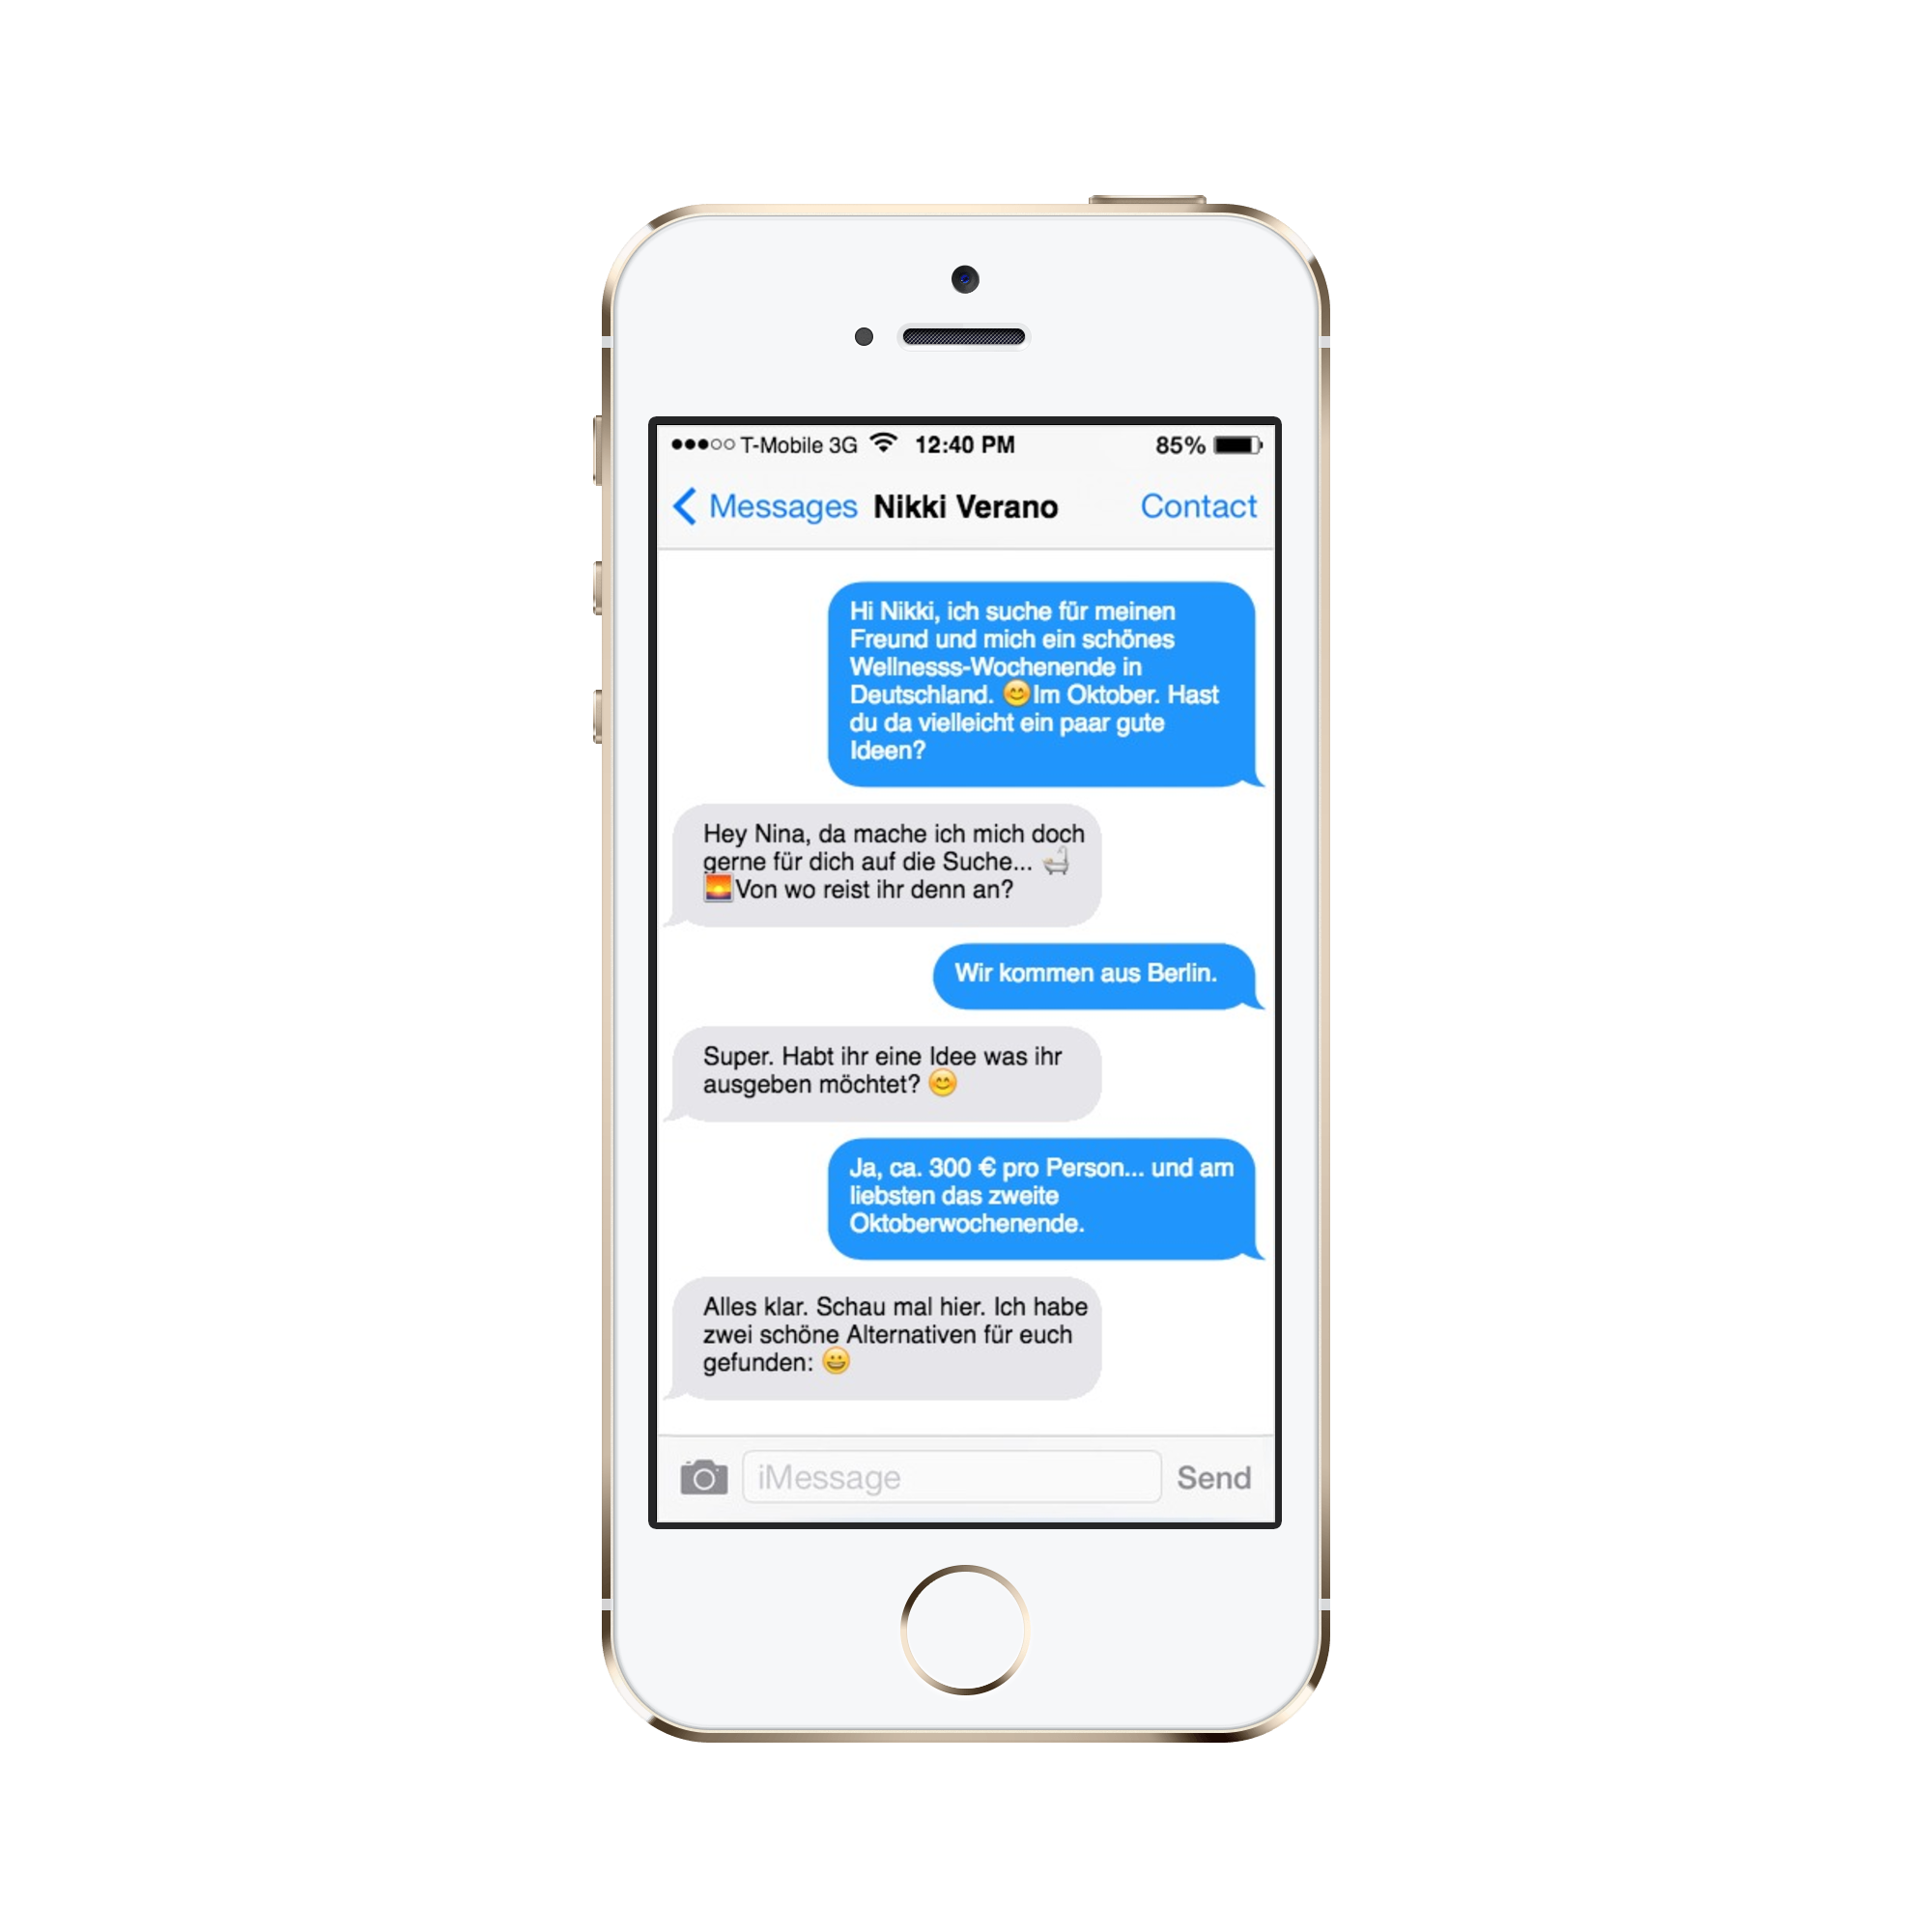 T-Mobile 3G 12:40 PM 85%
Messages Nikki Verano Contact
Hi Nikki, ich suche für meinen
Freund und mich ein schönes
Wellnesss-Wochenende in
Deutschland. 😊Im Oktober. Hast
du da vielleicht ein paar gute
Ideen?
Hey Nina, da mache ich mich doch
gerne für dich auf die Suche... 🛁
🌅Von wo reist ihr denn an?
Wir kommen aus Berlin.
Super. Habt ihr eine Idee was ihr
ausgeben möchtet? 😊
Ja, ca. 300 € pro Person... und am
liebsten das zweite
Oktoberwochenende.
Alles klar. Schau mal hier. Ich habe
zwei schöne Alternativen für euch
gefunden: 😀
iMessage Send